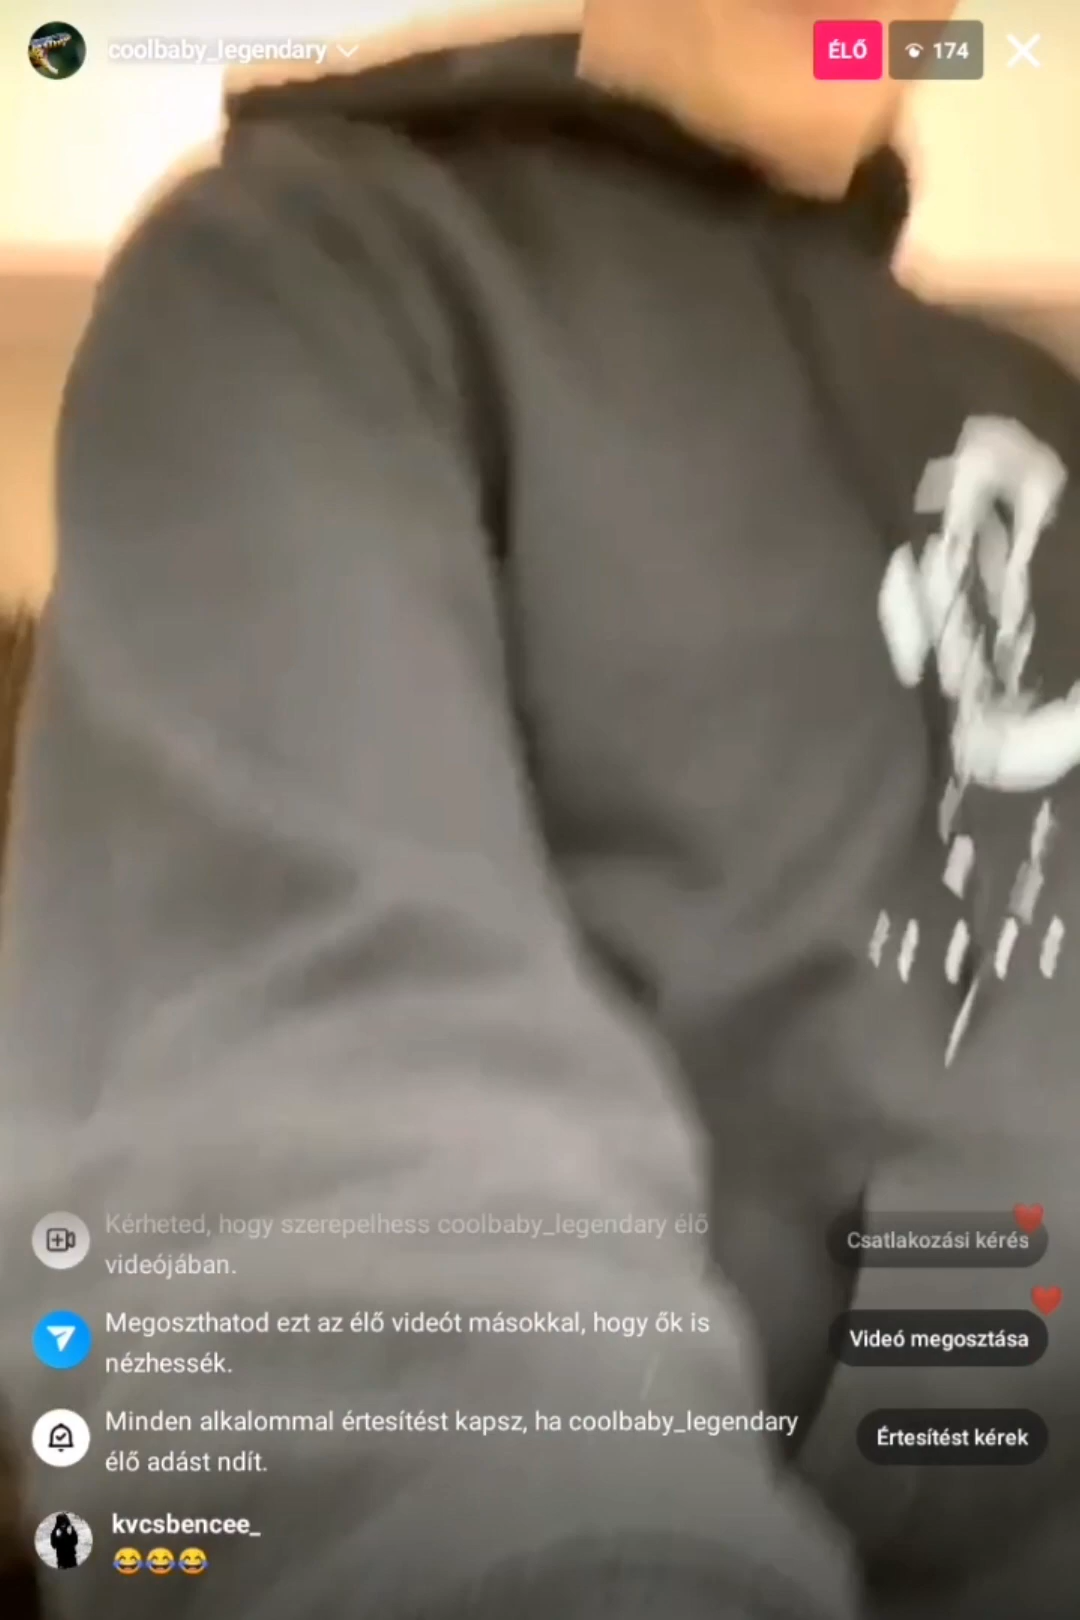 coolbaby_legendary
ÉLŐ
174
Kérheted, hogy szerepelhess coolbaby_legendary élő
videójában.
Csatlakozási kérés
Megoszthatod ezt az élő videót másokkal, hogy ők is
nézhessék.
Videó megosztása
Minden alkalommal értesítést kapsz, ha coolbaby_legendary
élő adást ndít.
Értesítést kérek
kvcsbencee_
😂😂😂